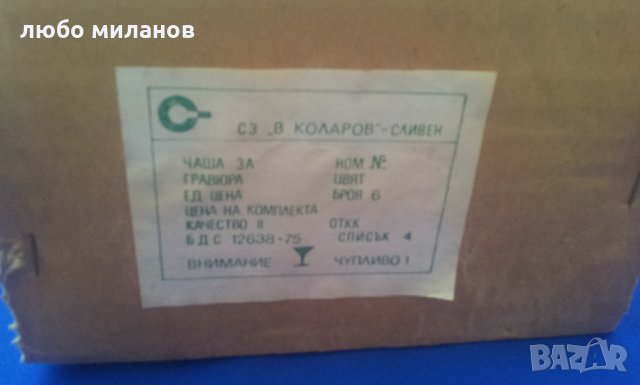 любо миланов
СЗ „В КОЛАРОВ" - СЛИВЕН
ЧАША ЗА НОМ. №
ГРАВЮРА ЦВЯТ
ЕД. ЦЕНА БРОЯ 6
ЦЕНА НА КОМПЛЕКТА
КАЧЕСТВО II ОТКК
БДС 12638-75 СПИСЪК 4
ВНИМАНИЕ ЧУПЛИВО!
BAZAR